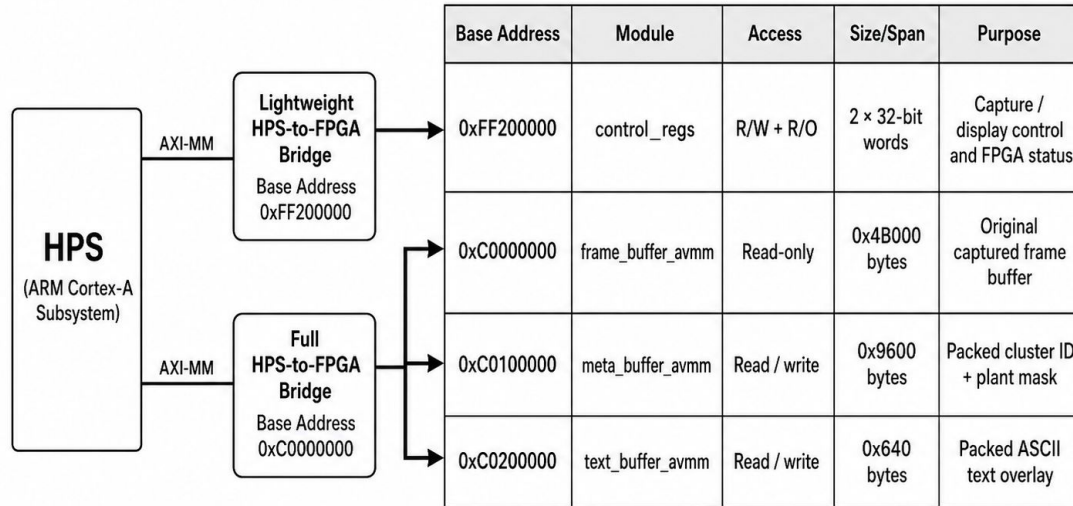 HPS
(ARM Cortex-A
Subsystem)
AXI-MM
AXI-MM
Lightweight
HPS-to-FPGA
Bridge
Base Address
0xFF200000
Full
HPS-to-FPGA
Bridge
Base Address
0xC0000000
Base Address Module Access Size/Span Purpose
0xFF200000 control_regs R/W + R/O 2 × 32-bit
words Capture /
display control
and FPGA status
0xC0000000 frame_buffer_avmm Read-only 0x4B000
bytes Original
captured frame
buffer
0xC0100000 meta_buffer_avmm Read / write 0x9600
bytes Packed cluster ID
+ plant mask
0xC0200000 text_buffer_avmm Read / write 0x640
bytes Packed ASCII
text overlay